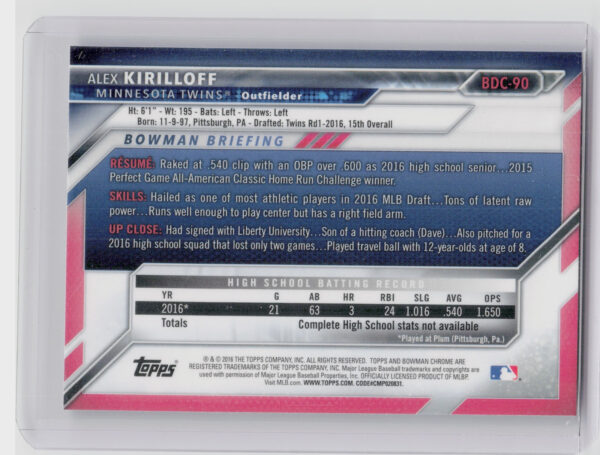 ALEX KIRILLOFF
BDC-90
MINNESOTA TWINS® Outfielder
Ht: 6'1" - Wt: 195 - Bats: Left - Throws: Left
Born: 11-9-97, Pittsburgh, PA - Drafted: Twins Rd1-2016, 15th Overall
BOWMAN BRIEFING
RÉSUMÉ: Raked at .540 clip with an OBP over .600 as 2016 high school senior...2015
Perfect Game All-American Classic Home Run Challenge winner.
SKILLS: Hailed as one of most athletic players in 2016 MLB Draft...Tons of latent raw
power...Runs well enough to play center but has a right field arm.
UP CLOSE: Had signed with Liberty University...Son of a hitting coach (Dave)...Also pitched for a
2016 high school squad that lost only two games...Played travel ball with 12-year-olds at age of 8.
HIGH SCHOOL BATTING RECORD
YR G AB HR RBI SLG AVG OPS
2016* 21 63 3 24 1.016 .540 1.650
Totals Complete High School stats not available
*Played at Plum (Pittsburgh, Pa.)
Topps
® & © 2016 THE TOPPS COMPANY, INC. ALL RIGHTS RESERVED. TOPPS AND BOWMAN CHROME ARE
REGISTERED TRADEMARKS OF THE TOPPS COMPANY, INC. Major League Baseball trademarks and copyrights are
used with permission of Major League Baseball Properties, Inc. OFFICIALLY LICENSED PRODUCT OF MLBP.
Visit MLB.com. WWW.TOPPS.COM. CODE#CMP029831.